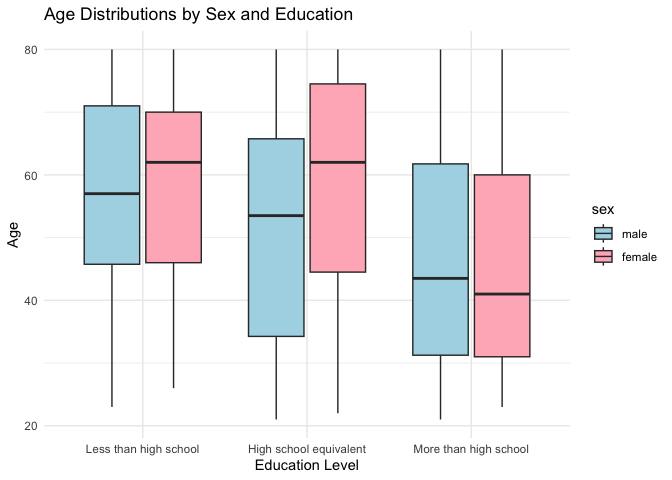 Age Distributions by Sex and Education
Age
80
60
40
20
Less than high school
High school equivalent
More than high school
Education Level
sex
male
female